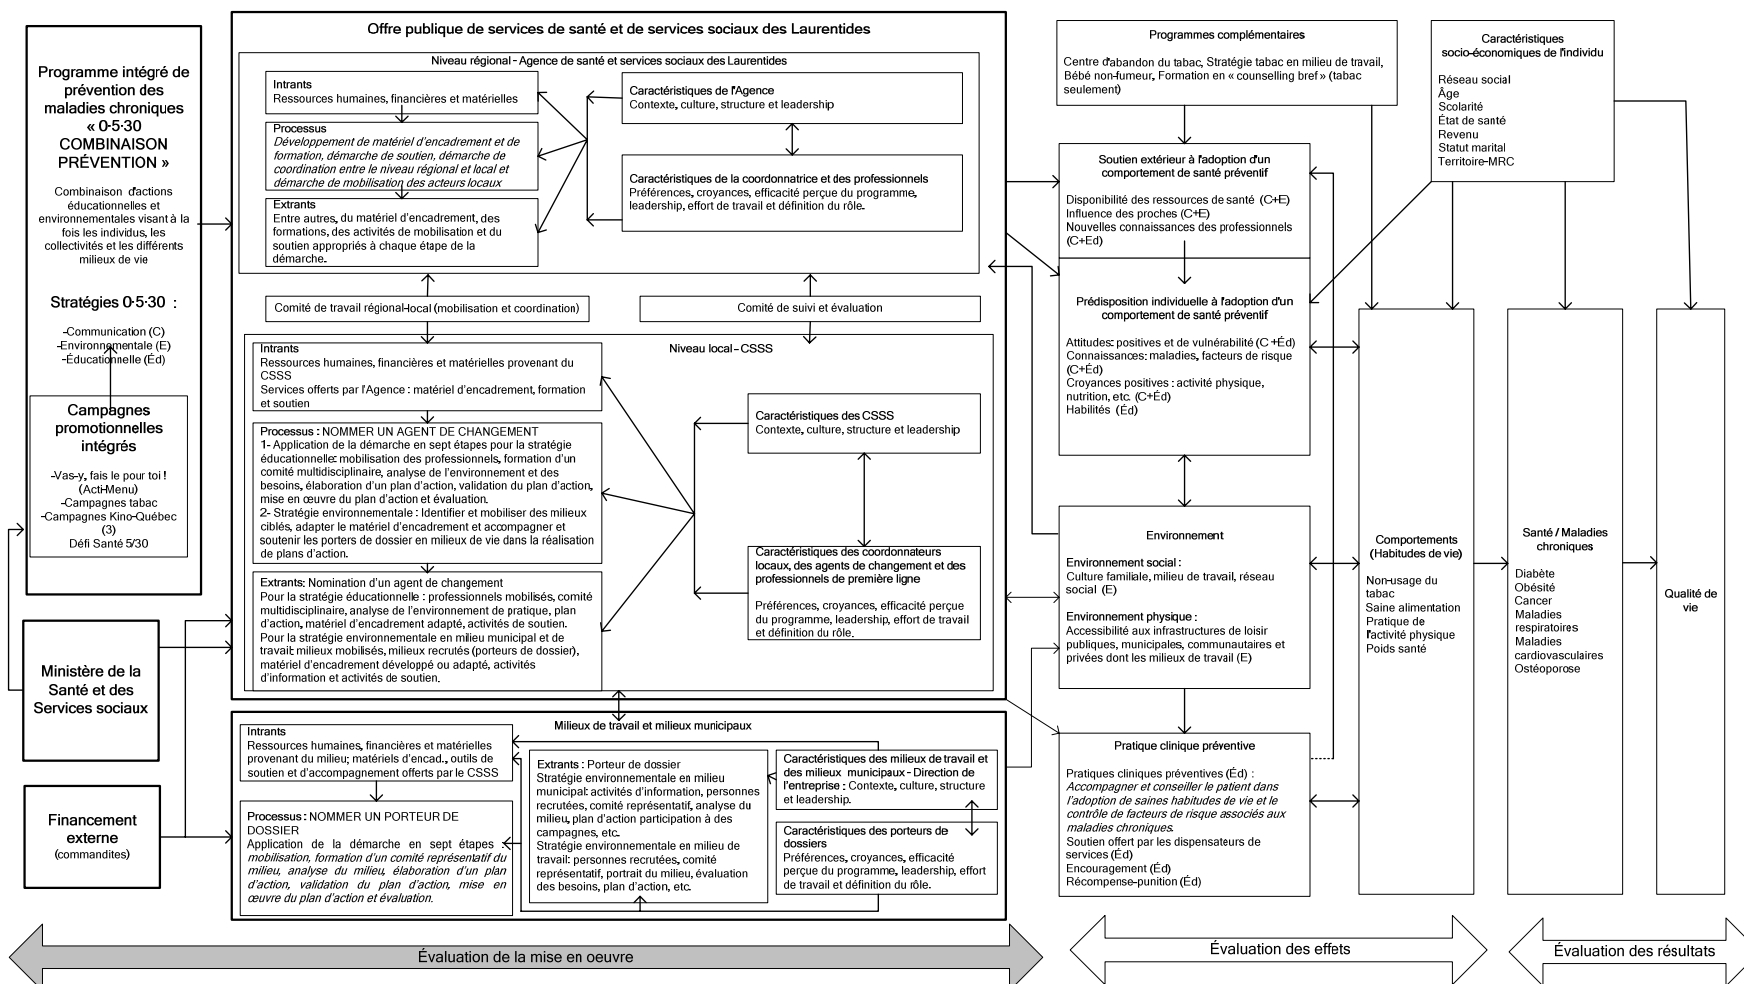 Programme intégré de
prévention des
maladies chroniques
« 0-5-30
COMBINAISON
PRÉVENTION »
Combinaison d'actions
éducationnelles et
environnementales visant à la
fois les individus, les
collectivités et les différents
milieux de vie
Stratégies 0-5-30 :
-Communication (C)
-Environnementale (E)
-Éducationnelle (Éd)
Campagnes
promotionnelles
intégrés
-Vas-y, fais le pour toi !
(Acti-Menu)
-Campagnes tabac
-Campagnes Kino-Québec
(3)
Défi Santé 5/30
Ministère de la
Santé et des
Services sociaux
Financement
externe
(commandites)
Offre publique de services de santé et de services sociaux des Laurentides
Niveau régional - Agence de santé et services sociaux des Laurentides
Intrants
Ressources humaines, financières et matérielles
Processus
Développement de matériel d'encadrement et de
formation, démarche de soutien, démarche de
coordination entre le niveau régional et local et
démarche de mobilisation des acteurs locaux
Extrants
Entre autres, du matériel d'encadrement, des
formations, des activités de mobilisation et du
soutien appropriés à chaque étape de la
démarche.
Caractéristiques de l'Agence
Contexte, culture, structure et leadership
Caractéristiques de la coordonnatrice et des professionnels
Préférences, croyances, efficacité perçue du programme,
leadership, effort de travail et définition du rôle.
Comité de travail régional-local (mobilisation et coordination)
Comité de suivi et évaluation
Niveau local - CSSS
Intrants
Ressources humaines, financières et matérielles provenant du
CSSS
Services offerts par l'Agence : matériel d'encadrement, formation
et soutien
Processus : NOMMER UN AGENT DE CHANGEMENT
1- Application de la démarche en sept étapes pour la stratégie
éducationnelle: mobilisation des professionnels, formation d'un
comité multidisciplinaire, analyse de l'environnement et des
besoins, élaboration d'un plan d'action, validation du plan d'action,
mise en œuvre du plan d'action et évaluation.
2- Stratégie environnementale : Identifier et mobiliser des milieux
ciblés, adapter le matériel d'encadrement et accompagner et
soutenir les porters de dossier en milieux de vie dans la réalisation
de plans d'action.
Extrants: Nomination d'un agent de changement
Pour la stratégie éducationnelle : professionnels mobilisés, comité
multidisciplinaire, analyse de l'environnement de pratique, plan
d'action, matériel d'encadrement adapté, activités de soutien.
Pour la stratégie environnementale en milieu municipal et de
travail: milieux mobilisés, milieux recrutés (porteurs de dossier),
matériel d'encadrement développé ou adapté, activités
d'information et activités de soutien.
Caractéristiques des CSSS
Contexte, culture, structure et leadership
Caractéristiques des coordonnateurs
locaux, des agents de changement et des
professionnels de première ligne
Préférences, croyances, efficacité perçue
du programme, leadership, effort de travail
et définition du rôle.
Milieux de travail et milieux municipaux
Intrants
Ressources humaines, financières et matérielles
provenant du milieu; matériels d'encad., outils de
soutien et d'accompagnement offerts par le CSSS
Processus : NOMMER UN PORTEUR DE
DOSSIER
Application de la démarche en sept étapes :
mobilisation, formation d'un comité représentatif du
milieu, analyse du milieu, élaboration d'un plan
d'action, validation du plan d'action, mise en
œuvre du plan d'action et évaluation.
Extrants : Porteur de dossier
Stratégie environnementale en milieu
municipal: activités d'information, personnes
recrutées, comité représentatif, analyse du
milieu, plan d'action participation à des
campagnes, etc.
Stratégie environnementale en milieu de
travail: personnes recrutées, comité
représentatif, portrait du milieu, évaluation
des besoins, plan d'action, etc.
Caractéristiques des milieux de travail et
des milieux municipaux - Direction de
l'entreprise : Contexte, culture, structure
et leadership.
Caractéristiques des porteurs de
dossiers
Préférences, croyances, efficacité
perçue du programme, leadership, effort
de travail et définition du rôle.
Programmes complémentaires
Centre d'abandon du tabac, Stratégie tabac en milieu de travail,
Bébé non-fumeur, Formation en « counselling bref » (tabac
seulement)
Soutien extérieur à l'adoption d'un
comportement de santé préventif
Disponibilité des ressources de santé (C+E)
Influence des proches (C+E)
Nouvelles connaissances des professionnels
(C+Ed)
Prédisposition individuelle à l'adoption d'un
comportement de santé préventif
Attitudes: positives et de vulnérabilité (C +Éd)
Connaissances: maladies, facteurs de risque
(C+Éd)
Croyances positives : activité physique,
nutrition, etc. (C+Éd)
Habilités (Éd)
Environnement
Environnement social :
Culture familiale, milieu de travail, réseau
social (E)
Environnement physique :
Accessibilité aux infrastructures de loisir
publiques, municipales, communautaires et
privées dont les milieux de travail (E)
Pratique clinique préventive
Pratiques cliniques préventives (Éd) :
Accompagner et conseiller le patient dans
l'adoption de saines habitudes de vie et le
contrôle de facteurs de risque associés aux
maladies chroniques.
Soutien offert par les dispensateurs de
services (Éd)
Encouragement (Éd)
Récompense-punition (Éd)
Caractéristiques
socio-économiques de l'individu
Réseau social
Âge
Scolarité
État de santé
Revenu
Statut marital
Territoire-MRC
Comportements
(Habitudes de vie)
Non-usage du
tabac
Saine alimentation
Pratique de
l'activité physique
Poids santé
Santé / Maladies
chroniques
Diabète
Obésité
Cancer
Maladies
respiratoires
Maladies
cardiovasculaires
Ostéoporose
Qualité de
vie
Évaluation de la mise en oeuvre
Évaluation des effets
Évaluation des résultats